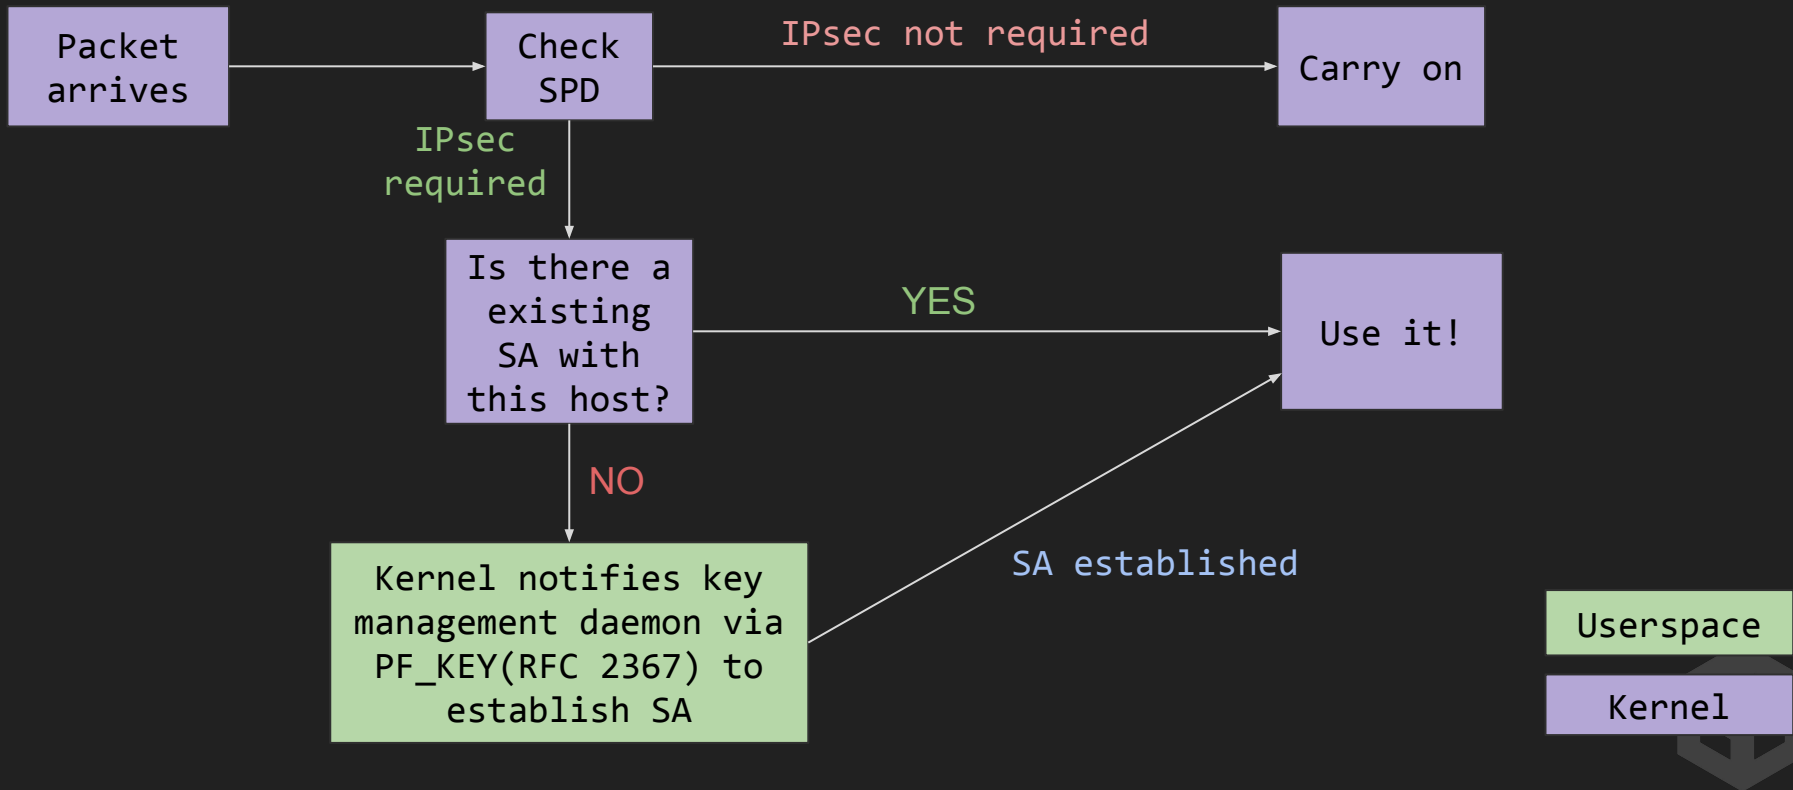 Packet
arrives
Check
SPD
IPsec not required
Carry on
IPsec
required
Is there a
existing
SA with
this host?
YES
Use it!
NO
Kernel notifies key
management daemon via
PF_KEY(RFC 2367) to
establish SA
SA established
Userspace
Kernel